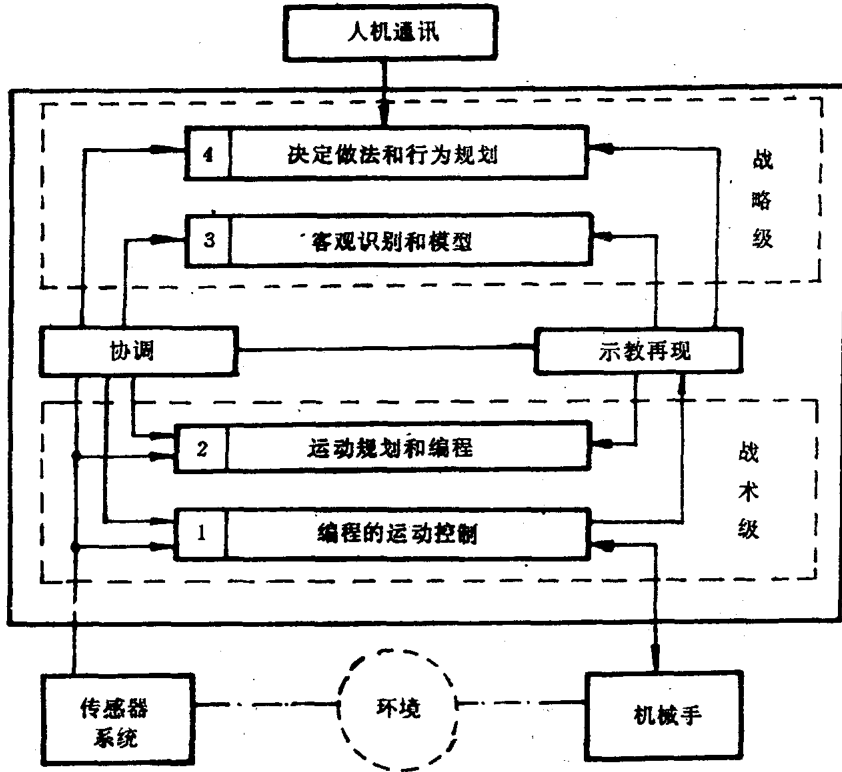 人机通讯
4 决定做法和行为规划
战略级
3 客观识别和模型
协调
示教再现
2 运动规划和编程
战术级
1 编程的运动控制
传感器
系统
环境
机械手